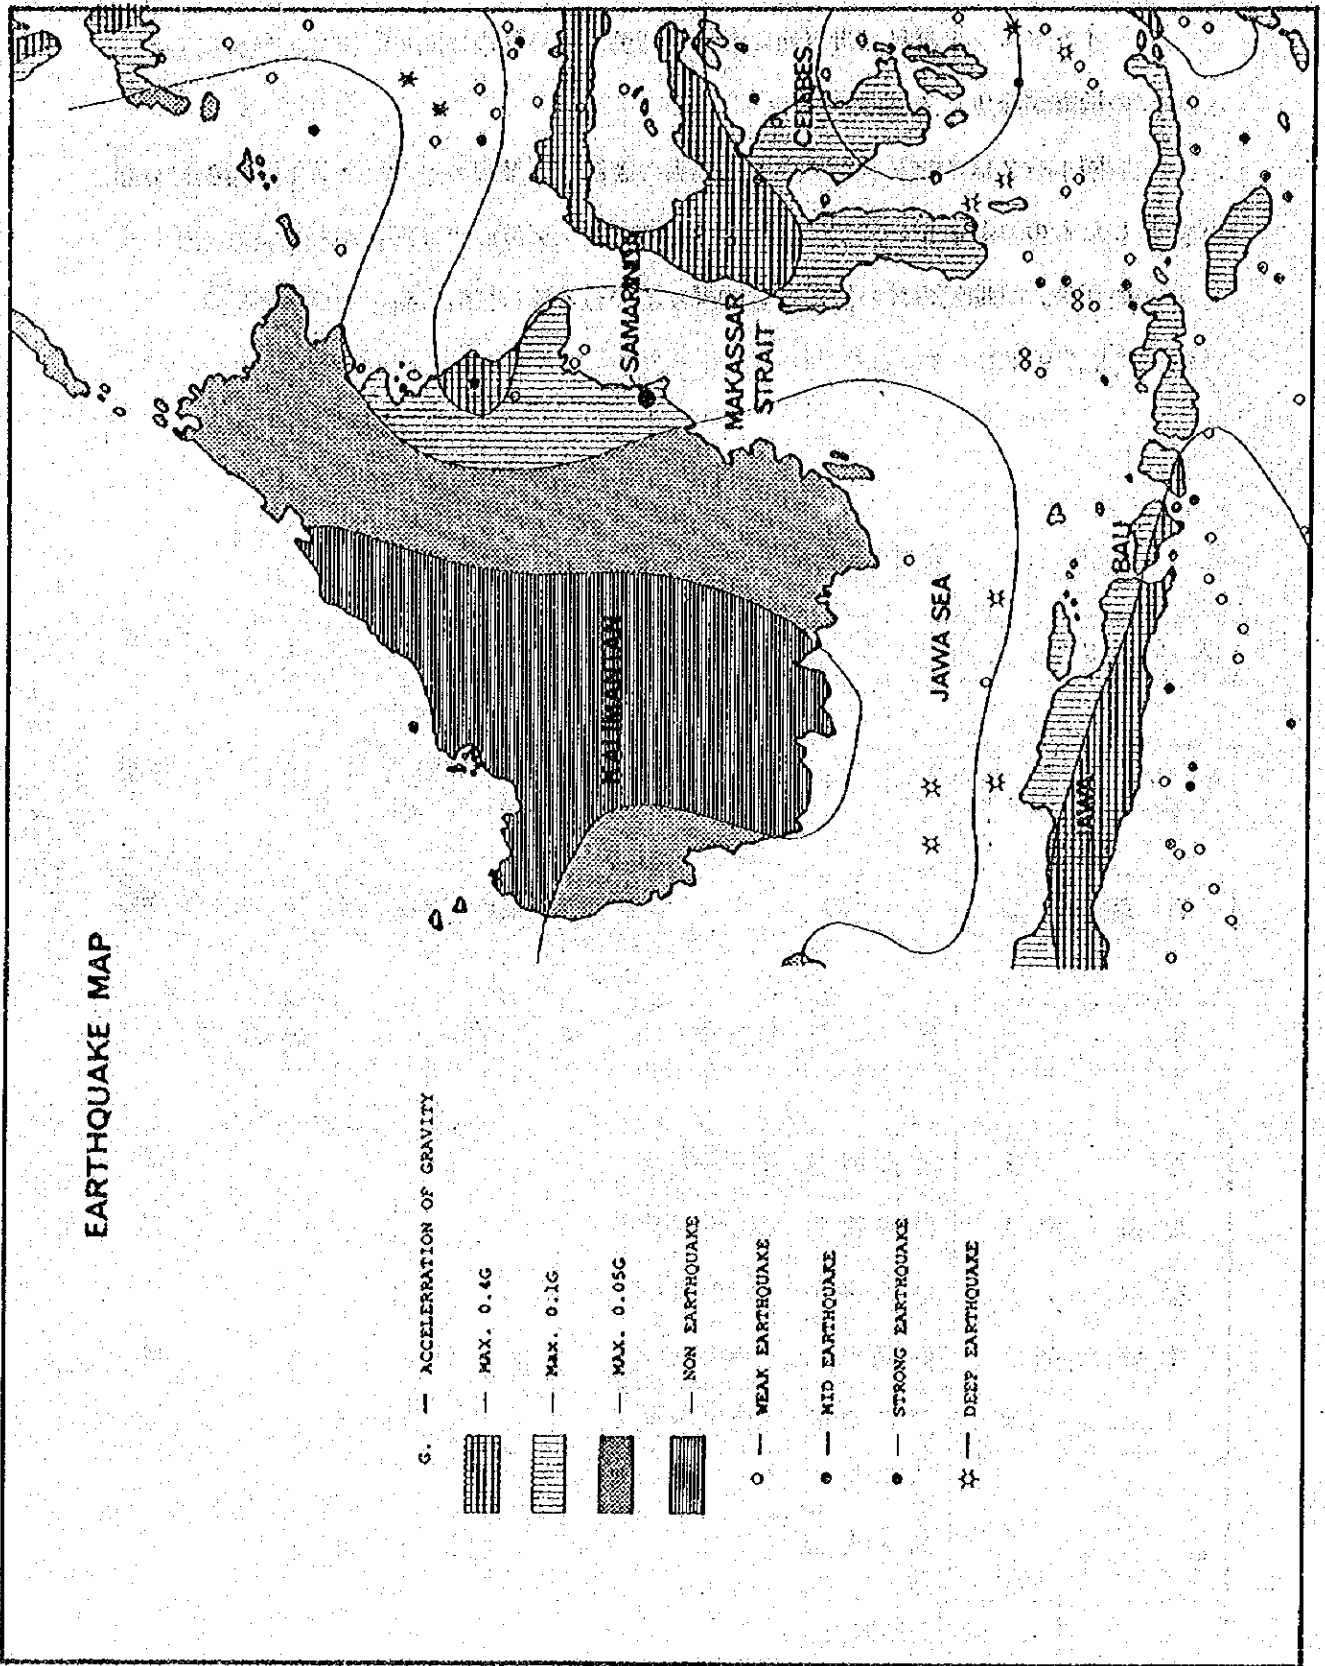 EARTHQUAKE MAP
G. — ACCELERRATION OF GRAVITY
— MAX. 0.4G
— MAX. 0.1G
— MAX. 0.05G
— NON EARTHQUAKE
— WEAK EARTHQUAKE
— MID EARTHQUAKE
— STRONG EARTHQUAKE
— DEEP EARTHQUAKE
KALIMANTAN
SAMARINDA
MAKASSAR
STRAIT
CELEBES
JAWA SEA
JAWA
BALI